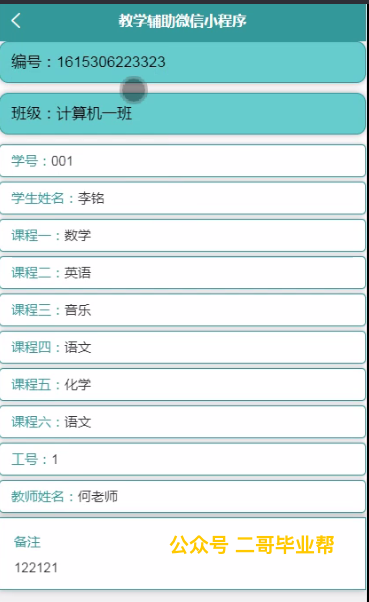 教学辅助微信小程序
编号：1615306223323
班级：计算机一班
学号：001
学生姓名：李铭
课程一：数学
课程二：英语
课程三：音乐
课程四：语文
课程五：化学
课程六：语文
工号：1
教师姓名：何老师
备注
公众号 二哥毕业帮
122121